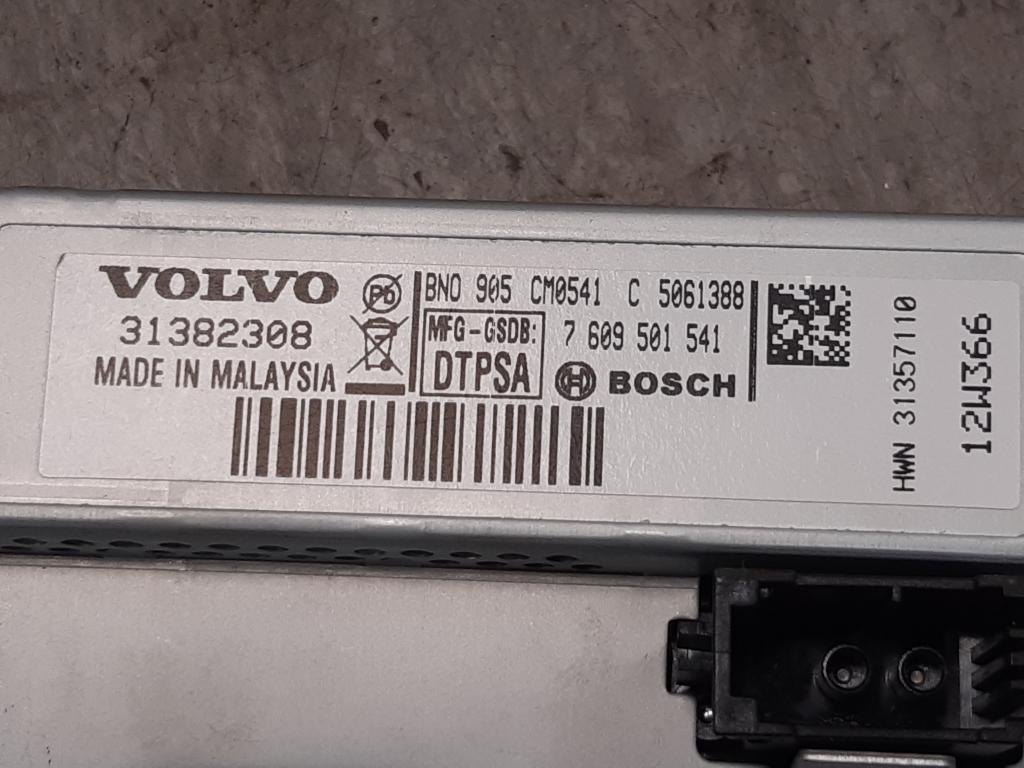 VOLVO
31382308
MADE IN MALAYSIA
Pb
BNO 905 CM0541 C 5061388
MFG-GSDB:
DTPSA
7 609 501 541
BOSCH
HWN 31357110
12W366